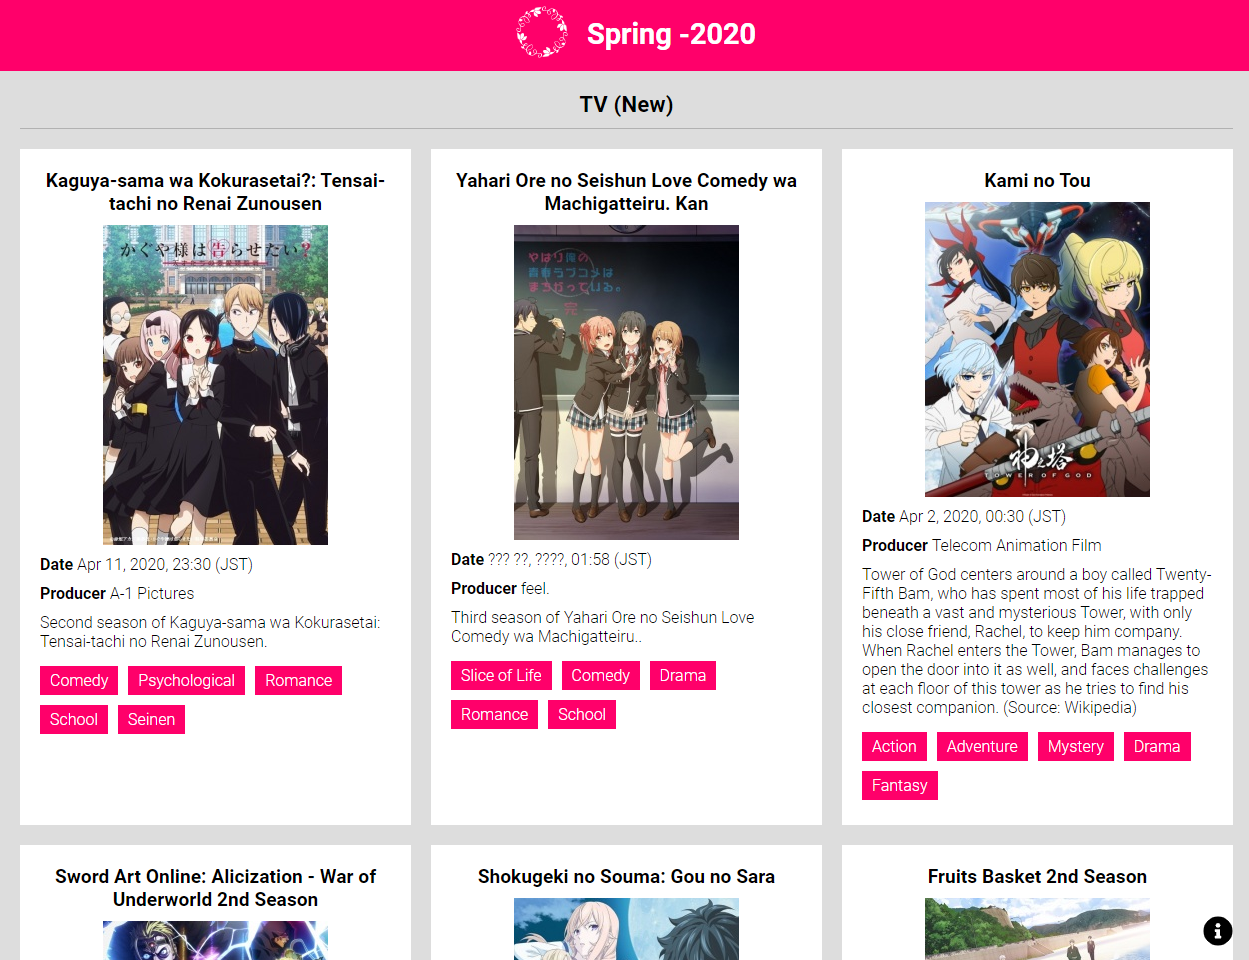 Spring -2020
TV (New)
Kaguya-sama wa Kokurasetai?: Tensai-
tachi no Renai Zunousen
かぐや様は告らせたい?
Date Apr 11, 2020, 23:30 (JST)
Producer A-1 Pictures
Second season of Kaguya-sama wa Kokurasetai:
Tensai-tachi no Renai Zunousen.
Comedy
Psychological
Romance
School
Seinen
Yahari Ore no Seishun Love Comedy wa
Machigatteiru. Kan
やはり俺の
青春ラブコメは
まちがっている。
完
Date ??? ??, ????, 01:58 (JST)
Producer feel.
Third season of Yahari Ore no Seishun Love
Comedy wa Machigatteiru..
Slice of Life
Comedy
Drama
Romance
School
Kami no Tou
神之塔
TOWER OF GOD
Date Apr 2, 2020, 00:30 (JST)
Producer Telecom Animation Film
Tower of God centers around a boy called Twenty-
Fifth Bam, who has spent most of his life trapped
beneath a vast and mysterious Tower, with only
his close friend, Rachel, to keep him company.
When Rachel enters the Tower, Bam manages to
open the door into it as well, and faces challenges
at each floor of this tower as he tries to find his
closest companion. (Source: Wikipedia)
Action
Adventure
Mystery
Drama
Fantasy
Sword Art Online: Alicization - War of
Underworld 2nd Season
Shokugeki no Souma: Gou no Sara
Fruits Basket 2nd Season